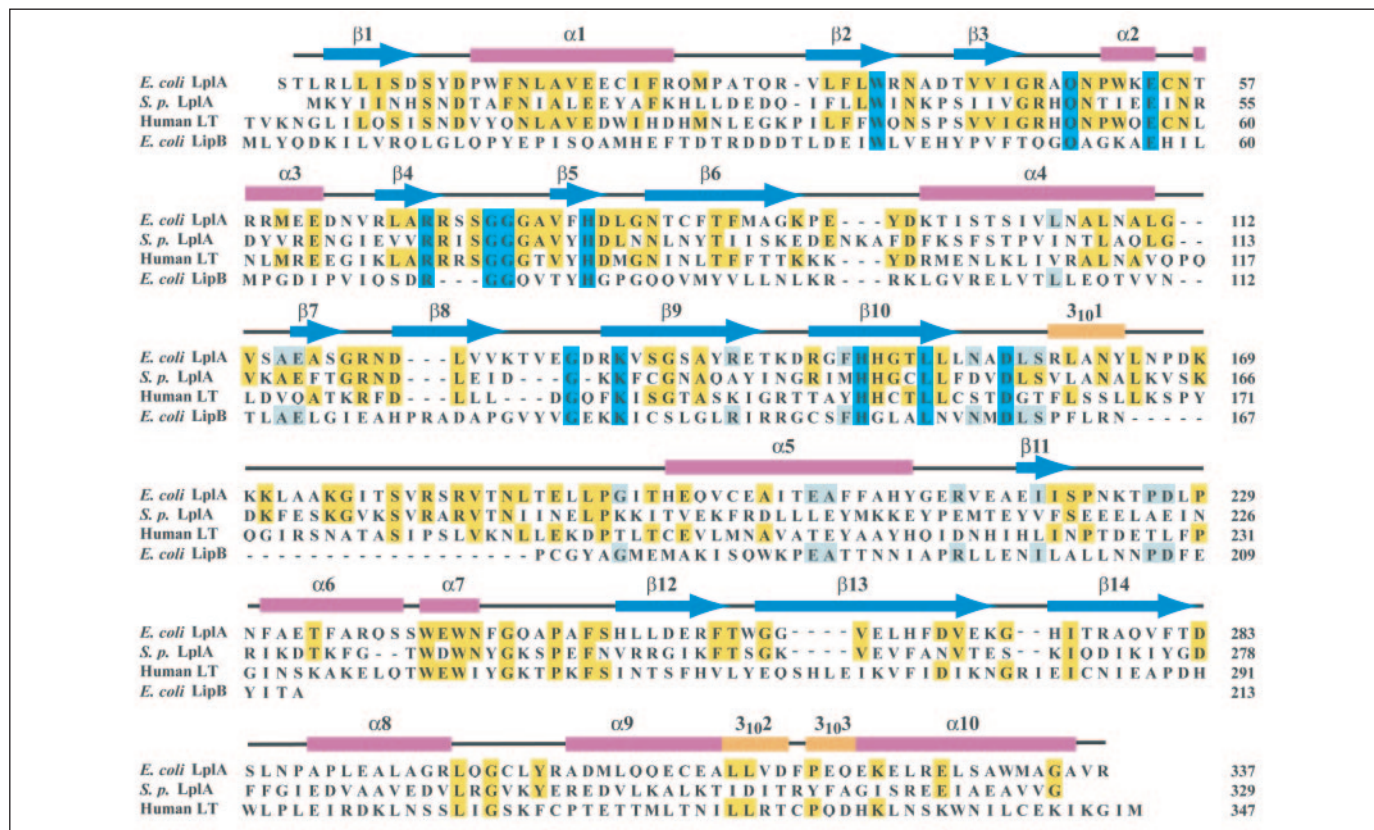 β1 α1 β2 β3 α2
E. coli LplA STLRLLISDSYDPWFNLAVEECIFRQMPATQR-VLFLWRNADTVVIGRAQNPWKECNT 57
S. p. LplA MKYIINHSNDTAFNIALEEYAFKHLLDEDQ-IFLLWINKPSIIVGRHQNTIEEINR 55
Human LT TVKNGLILQSISNDVYQNLAVEDWIHDHMNLEGKPILFFWQNSPSVVIGRHQNPWQECNL 60
E. coli LipB MLYQDKILVRQLGLQPYEPISQAMHEFTDTRDDDTLDEIWLVEHYPVFTQGQAGKAEHIL 60
α3 β4 β5 β6 α4
E. coli LplA RRMEEDNVRLARRSSGGGAVFHDLGNTCFTFMAGKPE---YDKTISTSIVLNALNALG-- 112
S. p. LplA DYVRENGIEVVRRISGGGAVYHDLNNLNYTIISKEDENKAFDFKSFSTPVINTLAQLG-- 113
Human LT NLMREEGIKLARRRSGGGTVYHDMGNINLTFFTTKKK---YDRMENLKLIVRALNAVQPQ 117
E. coli LipB MPGDIPVIQSDR---GGQVTYHGPGQQVMYVLLNLKR---RKLGVRELVTLLEQTVVN-- 112
β7 β8 β9 β10 3101
E. coli LplA VSAEASGRND---LVVKTVEGDRKVSGSAYRETKDRGFHHGTLLLNADLSRLANYLNPDK 169
S. p. LplA VKAEFTGRND---LEID---G-KKFCGNAQAYINGRIMHHGCLLFDVDLSVLANALKVSK 166
Human LT LDVQATKRFD---LLL--DGQFKISGTASKIGRTTAYHHCTLLCSTDGTFLSSLLKSPY 171
E. coli LipB TLAELGIEAHPRADAPGVYVGEKKICSLGLRIRRGCSFHGLALNVNMDLSPFLRN----- 167
α5 β11
E. coli LplA KKLAAKGITSVRSRVTNLTELLPGITHEQVCEAITEAFFAHYGERVEAEIISPNKTPDLP 229
S. p. LplA DKFESKGVKSVRARVTNIINELPKKITVEKFRDLLLEYMKKEYPEMTEYVFSEEELAEIN 226
Human LT QGIRSNATASIPSLVKNLLEKDPTLTCEVLMNAVATEYAAYHQIDNHIHLINPTDETLFP 231
E. coli LipB ------------------PCGYAGMEMAKISQWKPEATTNNIAPRLLENILALLNNPDFE 209
α6 α7 β12 β13 β14
E. coli LplA NFAETFARQSSWEWNFGQAPAFSHLLDERFTWGG----VELHFDVEKG--HITRAQVFTD 283
S. p. LplA RIKDTKFG--TWDWNYGKSPEFNVRRGIKFTSGK----VEVFANVTES--KIQDIKIYGD 278
Human LT GINSKAKELQTWEWIYGKTPKFSINTSFHVLYEQSHLEIKVFIDIKNGRIEICNIEAPDH 291
E. coli LipB YITA 213
α8 α9 3102 3103 α10
E. coli LplA SLNPAPLEALAGRLQGCLYRADMLQQECEALLVDFPEQEKELRELSAWMAGAVR 337
S. p. LplA FFGIEDVAAVEDVLRGVKYEREDVLKALKTIDITRYFAGISREEIAEAVVG 329
Human LT WLPLEIRDKLNSSLIGSKFCPTETTMLTNILLRTCPQDHKLNSKWNILCEKIKGIM 347